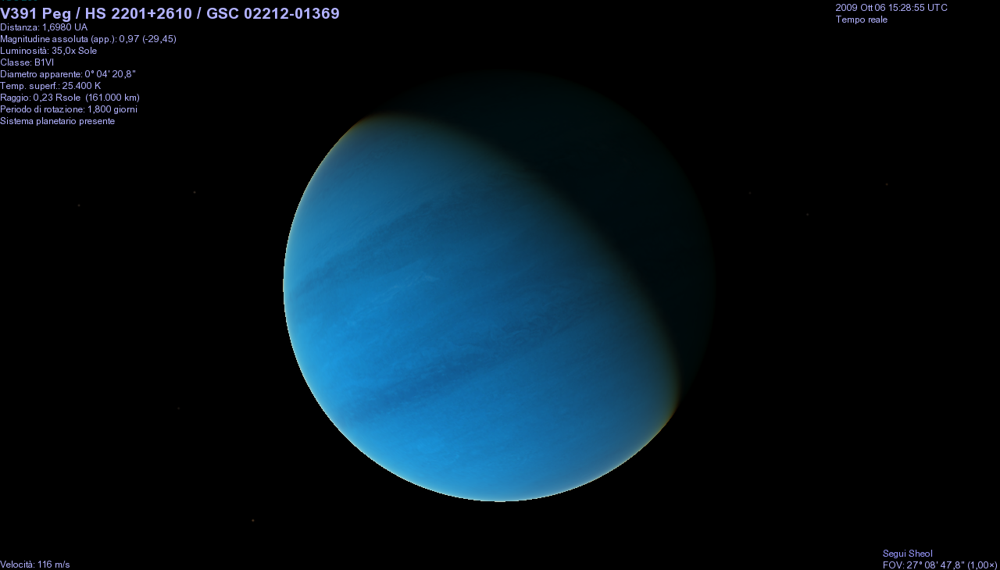 V391 Peg / HS 2201+2610 / GSC 02212-01369
Distanza: 1,6980 UA
Magnitudine assoluta (app.): 0,97 (-29,45)
Luminosità: 35,0x Sole
Classe: B1VI
Diametro apparente: 0° 04' 20,8"
Temp. superf.: 25.400 K
Raggio: 0,23 Rsole (161.000 km)
Periodo di rotazione: 1,800 giorni
Sistema planetario presente
2009 Ott 06 15:28:55 UTC
Tempo reale
Velocità: 116 m/s
Segui Sheol
FOV: 27° 08' 47,8" (1,00×)